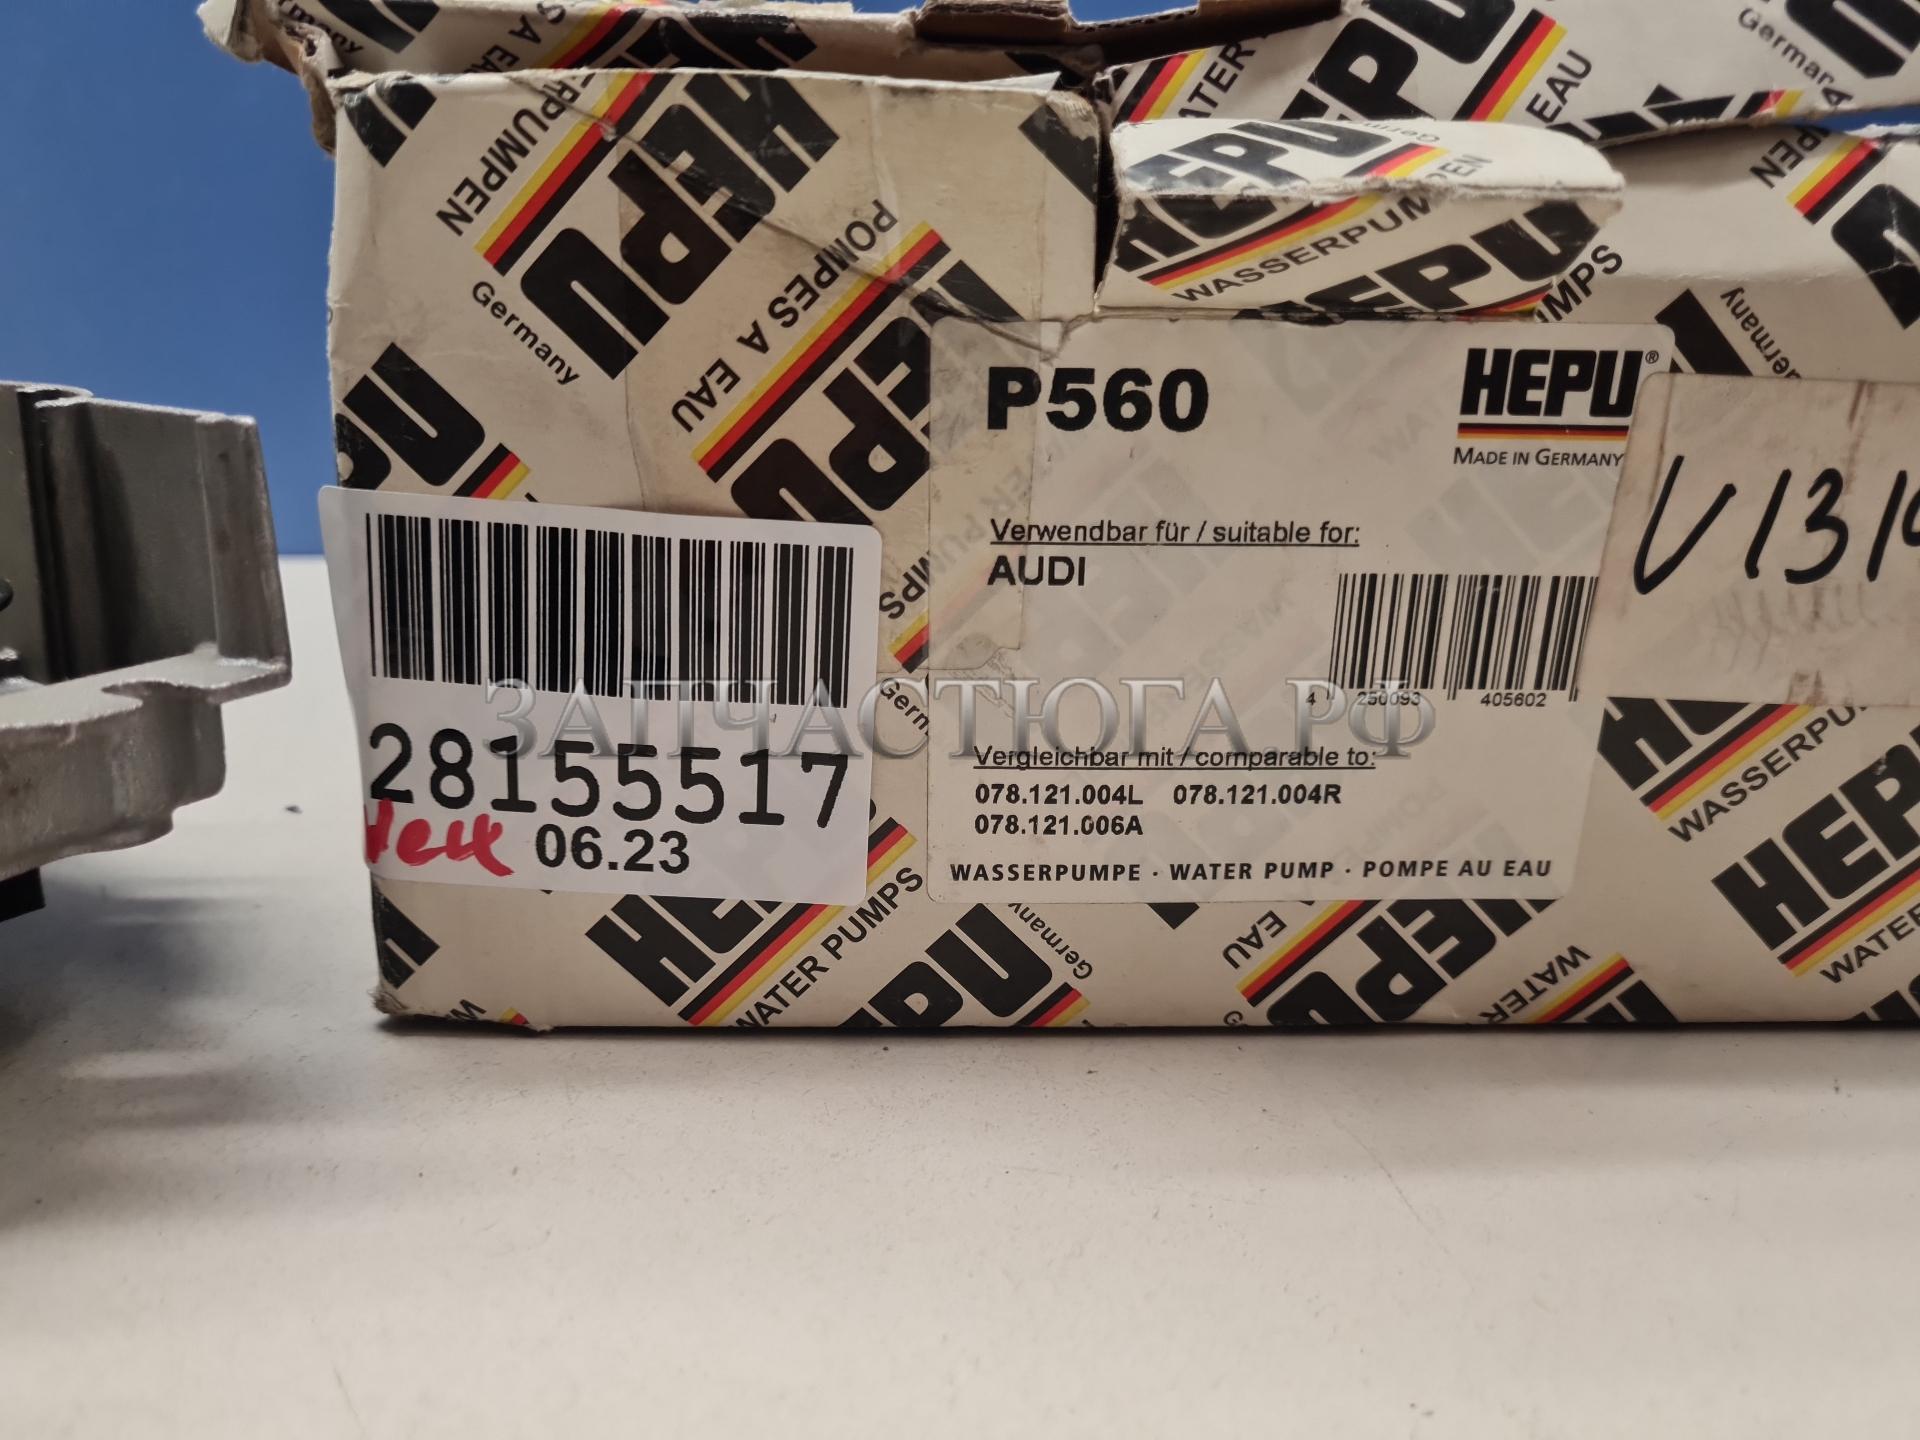 HEPU
POMPES A EAU
WATER PUMPS
WASSERPUMPEN
Germany
P560
HEPU®
MADE IN GERMANY
Verwendbar für / suitable for:
AUDI
4 250093 405602
Vergleichbar mit / comparable to:
078.121.004L 078.121.004R
078.121.006A
WASSERPUMPE · WATER PUMP · POMPE AU EAU
28155517
06.23
ЗАПЧАСТЮГА.РФ